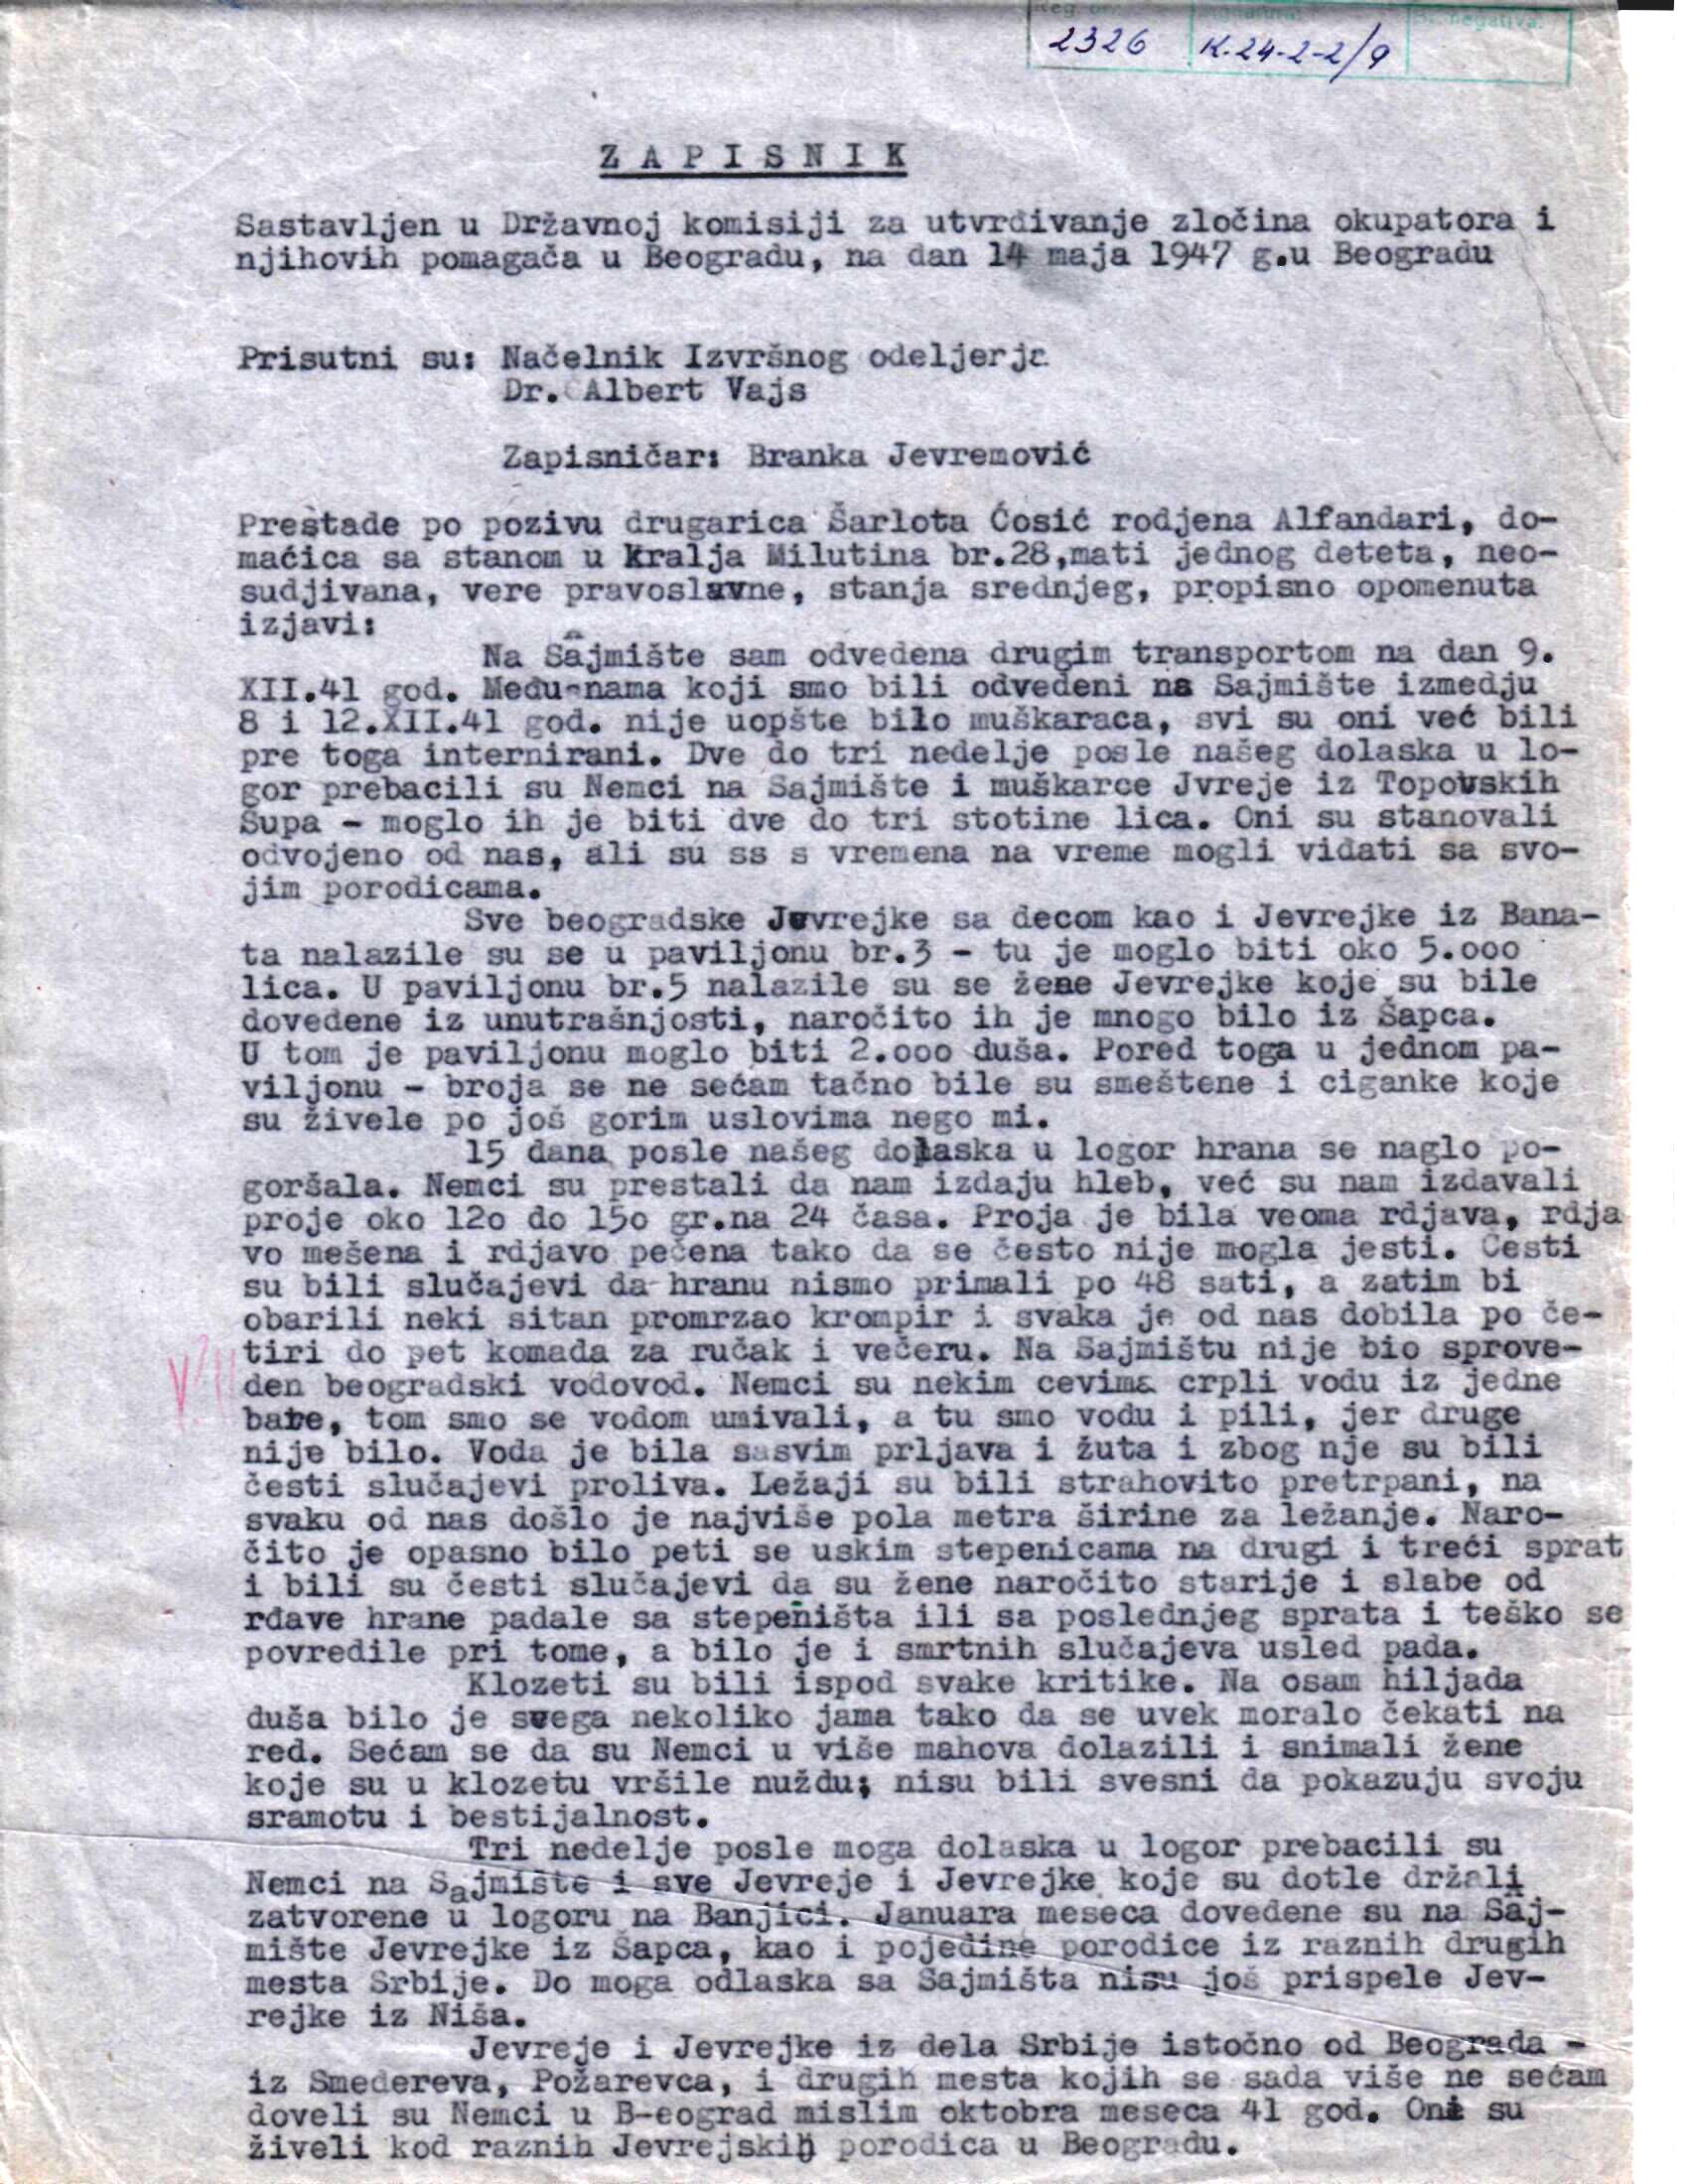 Reg. br.
2326
Signatura:
K.24-2-2/9
Br. negativa:
Z A P I S N I K
Sastavljen u Državnoj komisiji za utvrđivanje zločina okupatora i
njihovih pomagača u Beogradu, na dan 14 maja 1947 g.u Beogradu
Prisutni su: Načelnik Izvršnog odeljerja
Dr. Albert Vajs
Zapisničar: Branka Jevremović
Prestade po pozivu drugarica Šarlota Ćosić rodjena Alfandari, do-
maćica sa stanom u Kralja Milutina br.28,mati jednog deteta, neo-
sudjivana, vere pravoslavne, stanja srednjeg, propisno opomenuta
izjavi:
Na Sajmište sam odvedena drugim transportom na dan 9.
XII.41 god. Među-nama koji smo bili odvedeni na Sajmište izmedju
8 i 12.XII.41 god. nije uopšte bilo muškaraca, svi su oni već bili
pre toga internirani. Dve do tri nedelje posle našeg dolaska u lo-
gor prebacili su Nemci na Sajmište i muškarce Jvreje iz Topovskih
Šupa - moglo ih je biti dve do tri stotine lica. Oni su stanovali
odvojeno od nas, ali su ss s vremena na vreme mogli viđati sa svo-
jim porodicama.
Sve beogradske Jevrejke sa decom kao i Jevrejke iz Bana-
ta nalazile su se u paviljonu br.3 - tu je moglo biti oko 5.ooo
lica. U paviljonu br.5 nalazile su se žene Jevrejke koje su bile
dovedene iz unutrašnjosti, naročito ih je mnogo bilo iz Šapca.
U tom je paviljonu moglo biti 2.ooo duša. Pored toga u jednom pa-
viljonu - broja se ne sećam tačno bile su smeštene i ciganke koje
su živele po još gorim uslovima nego mi.
15 dana posle našeg dolaska u logor hrana se naglo po-
goršala. Nemci su prestali da nam izdaju hleb, već su nam izdavali
proje oko 12o do 15o gr.na 24 časa. Proja je bila veoma rdjava, rdja
vo mešena i rdjavo pečena tako da se često nije mogla jesti. Česti
su bili slučajevi da hranu nismo primali po 48 sati, a zatim bi
obarili neki sitan promrzao krompir i svaka je od nas dobila po če-
tiri do pet komada za ručak i večeru. Na Sajmištu nije bio sprove-
den beogradski vodovod. Nemci su nekim cevima crpli vodu iz jedne
bare, tom smo se vodom umivali, a tu smo vodu i pili, jer druge
nije bilo. Voda je bila sasvim prljava i žuta i zbog nje su bili
česti slučajevi proliva. Ležaji su bili strahovito pretrpani, na
svaku od nas došlo je najviše pola metra širine za ležanje. Naro-
čito je opasno bilo peti se uskim stepenicama na drugi i treći sprat
i bili su česti slučajevi da su žene naročito starije i slabe od
rđave hrane padale sa stepeništa ili sa poslednjeg sprata i teško se
povredile pri tome, a bilo je i smrtnih slučajeva usled pada.
Klozeti su bili ispod svake kritike. Na osam hiljada
duša bilo je svega nekoliko jama tako da se uvek moralo čekati na
red. Sećam se da su Nemci u više mahova dolazili i snimali žene
koje su u klozetu vršile nuždu; nisu bili svesni da pokazuju svoju
sramotu i bestijalnost.
Tri nedelje posle moga dolaska u logor prebacili su
Nemci na Sajmište i sve Jevreje i Jevrejke koje su dotle držali
zatvorene u logoru na Banjici. Januara meseca dovedene su na Saj-
mište Jevrejke iz Šapca, kao i pojedine porodice iz raznih drugih
mesta Srbije. Do moga odlaska sa Sajmišta nisu još prispele Jev-
rejke iz Niša.
Jevreje i Jevrejke iz dela Srbije istočno od Beograda -
iz Smedereva, Požarevca, i drugih mesta kojih se sada više ne sećam
doveli su Nemci u B-eograd mislim oktobra meseca 41 god. Oni su
živeli kod raznih Jevrejskih porodica u Beogradu.